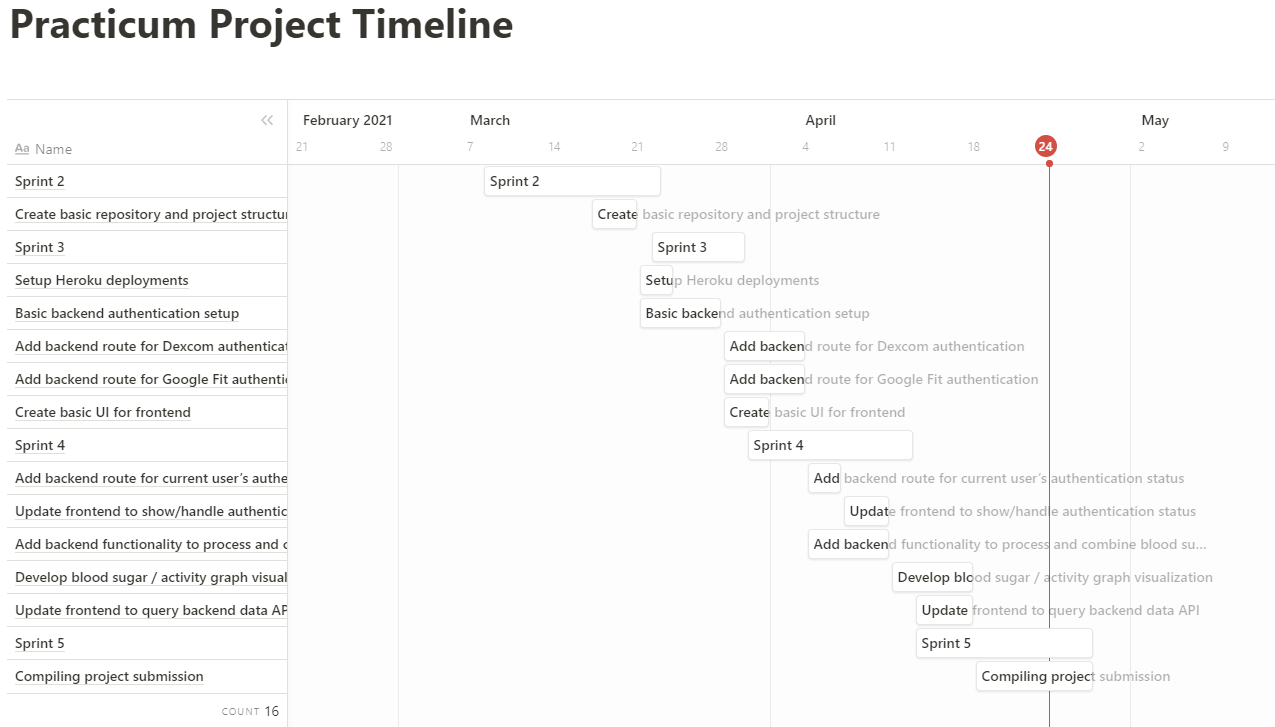 Practicum Project Timeline
February 2021 March April May
Aa Name 21 28 7 14 21 28 4 11 18 24 2 9
Sprint 2 Sprint 2
Create basic repository and project structur Create basic repository and project structure
Sprint 3 Sprint 3
Setup Heroku deployments Setup Heroku deployments
Basic backend authentication setup Basic backend authentication setup
Add backend route for Dexcom authenticat Add backend route for Dexcom authentication
Add backend route for Google Fit authentic Add backend route for Google Fit authentication
Create basic UI for frontend Create basic UI for frontend
Sprint 4 Sprint 4
Add backend route for current user’s authe Add backend route for current user’s authentication status
Update frontend to show/handle authentic Update frontend to show/handle authentication status
Add backend functionality to process and c Add backend functionality to process and combine blood su...
Develop blood sugar / activity graph visual Develop blood sugar / activity graph visualization
Update frontend to query backend data AP Update frontend to query backend data API
Sprint 5 Sprint 5
Compiling project submission Compiling project submission
COUNT 16